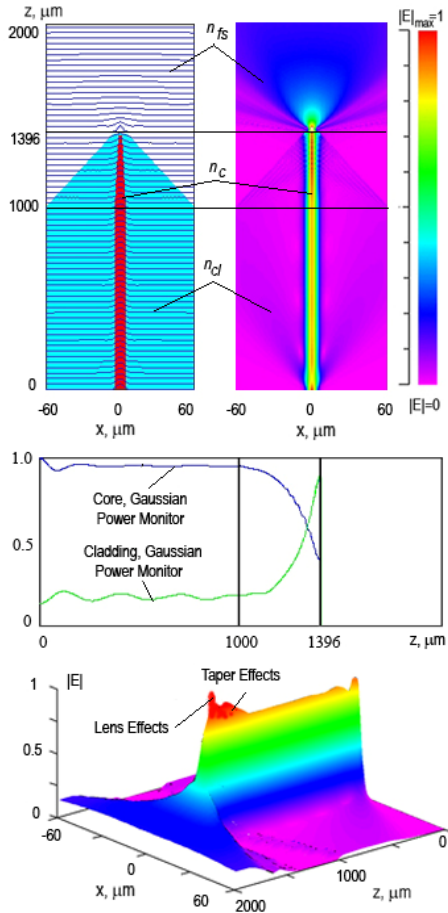 z, μm
2000
1396
1000
0
-60 0 60
x, μm
n_fs
n_c
n_cl
-60 0 60
x, μm
|E|max=1
|E|=0
1.0
0.5
0
Core, Gaussian
Power Monitor
Cladding, Gaussian
Power Monitor
0 1000 1396 z, μm
|E|
1
0.5
0
Taper Effects
Lens Effects
-60
0
60
x, μm
2000
1000
0
z, μm